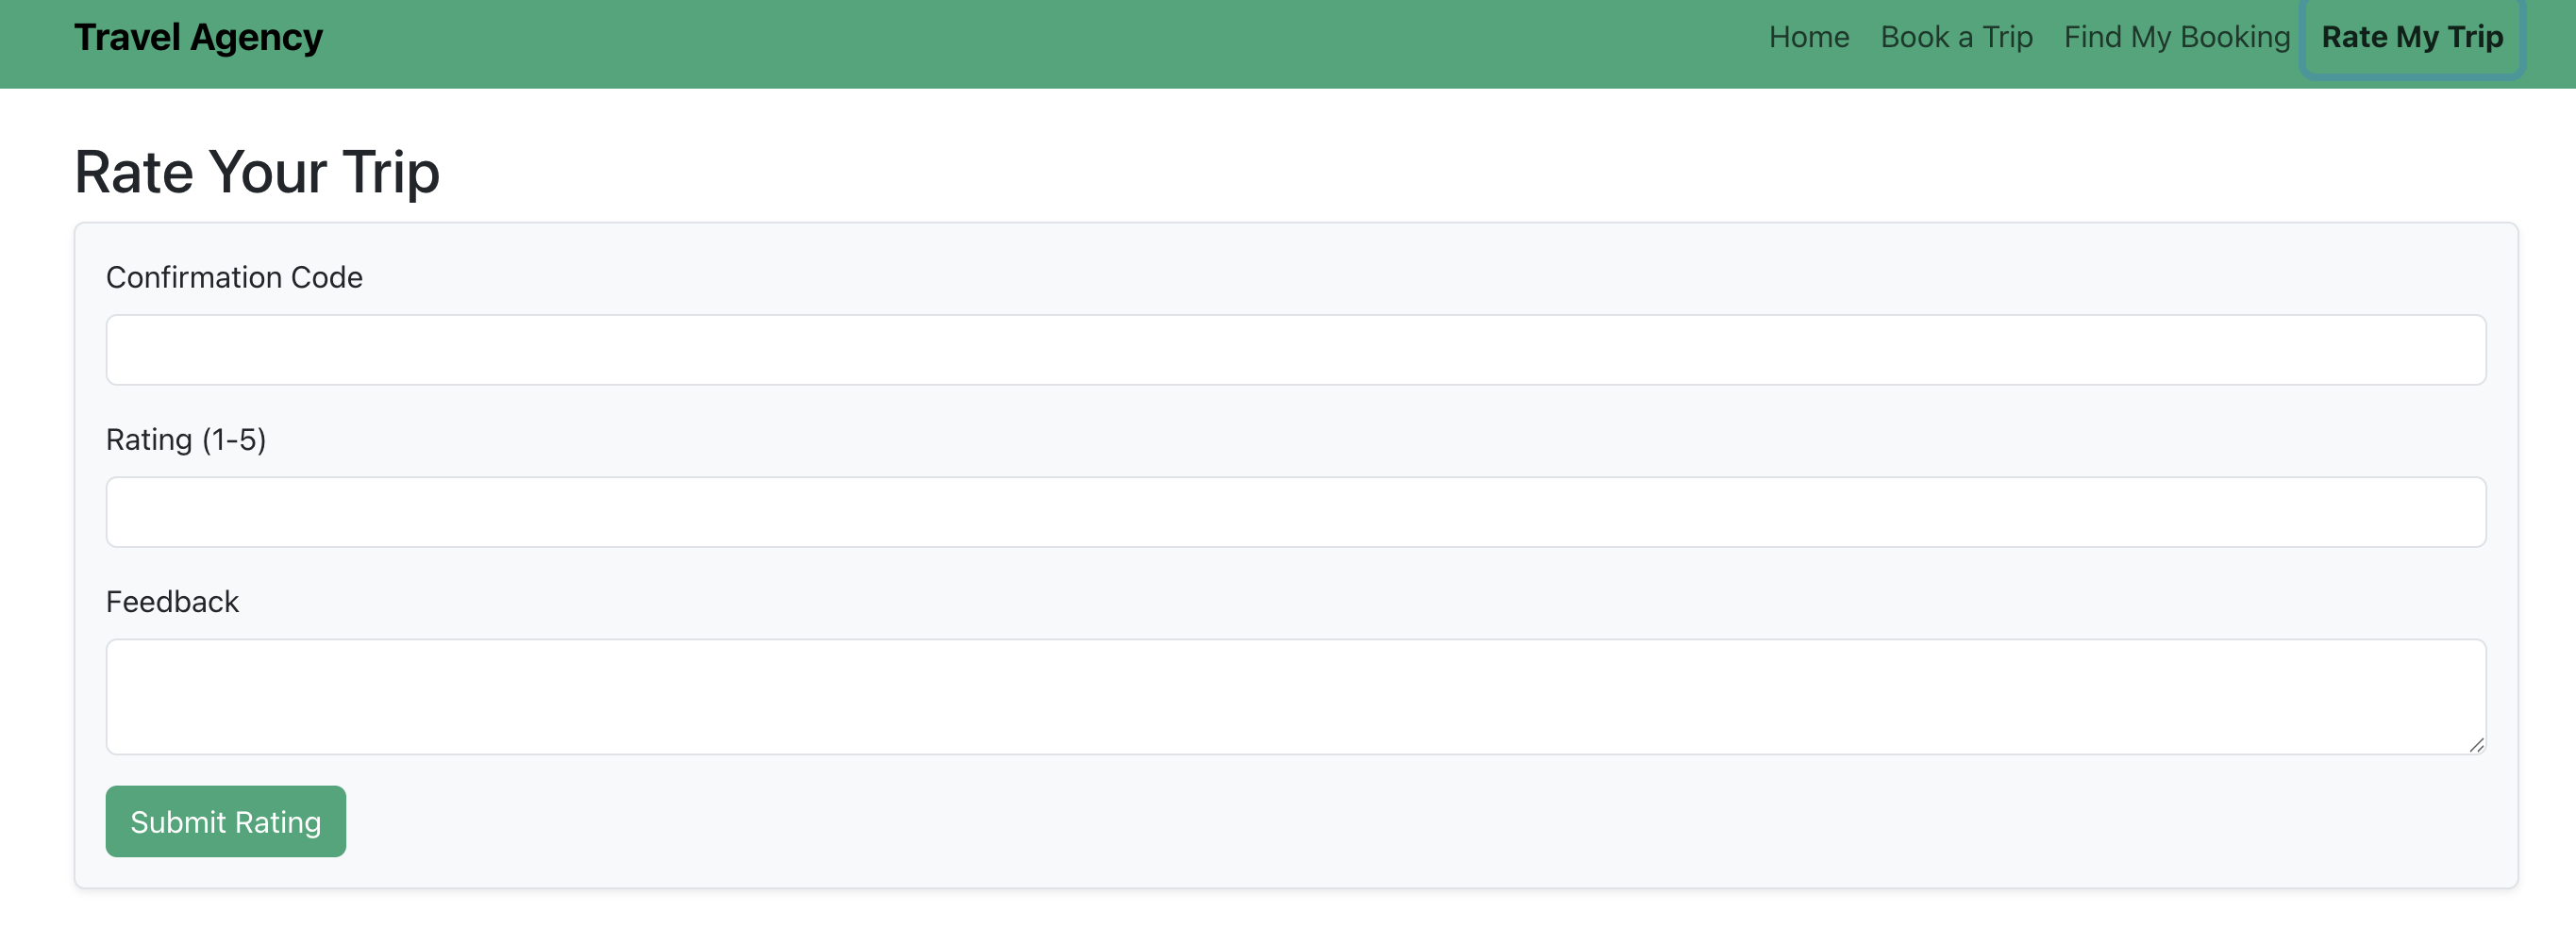 Travel Agency Home Book a Trip Find My Booking Rate My Trip
Rate Your Trip
Confirmation Code
Rating (1-5)
Feedback
Submit Rating